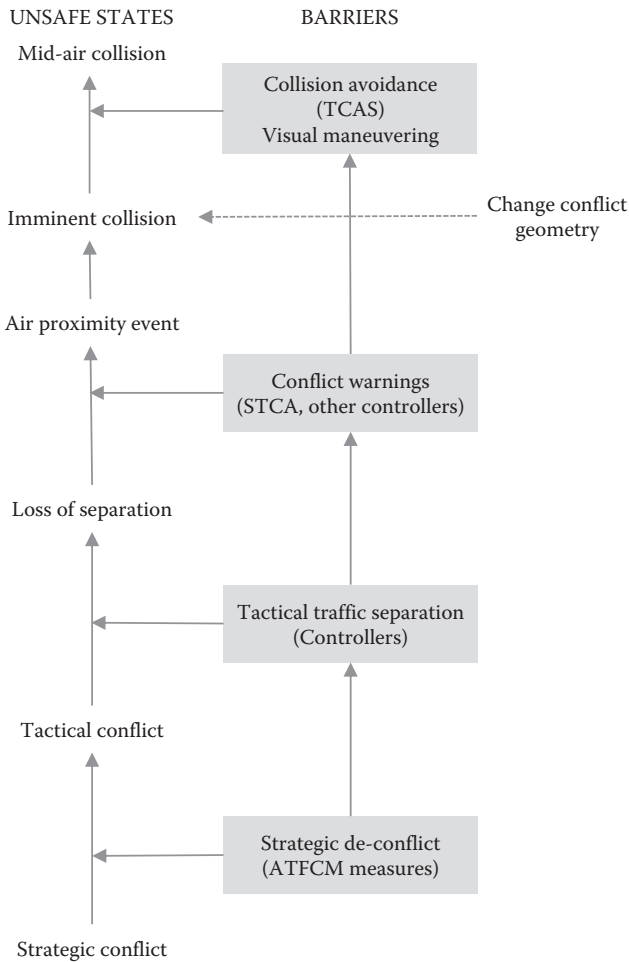 UNSAFE STATES
BARRIERS
Mid-air collision
Collision avoidance
(TCAS)
Visual maneuvering
Imminent collision
Change conflict
geometry
Air proximity event
Conflict warnings
(STCA, other controllers)
Loss of separation
Tactical traffic separation
(Controllers)
Tactical conflict
Strategic de-conflict
(ATFCM measures)
Strategic conflict